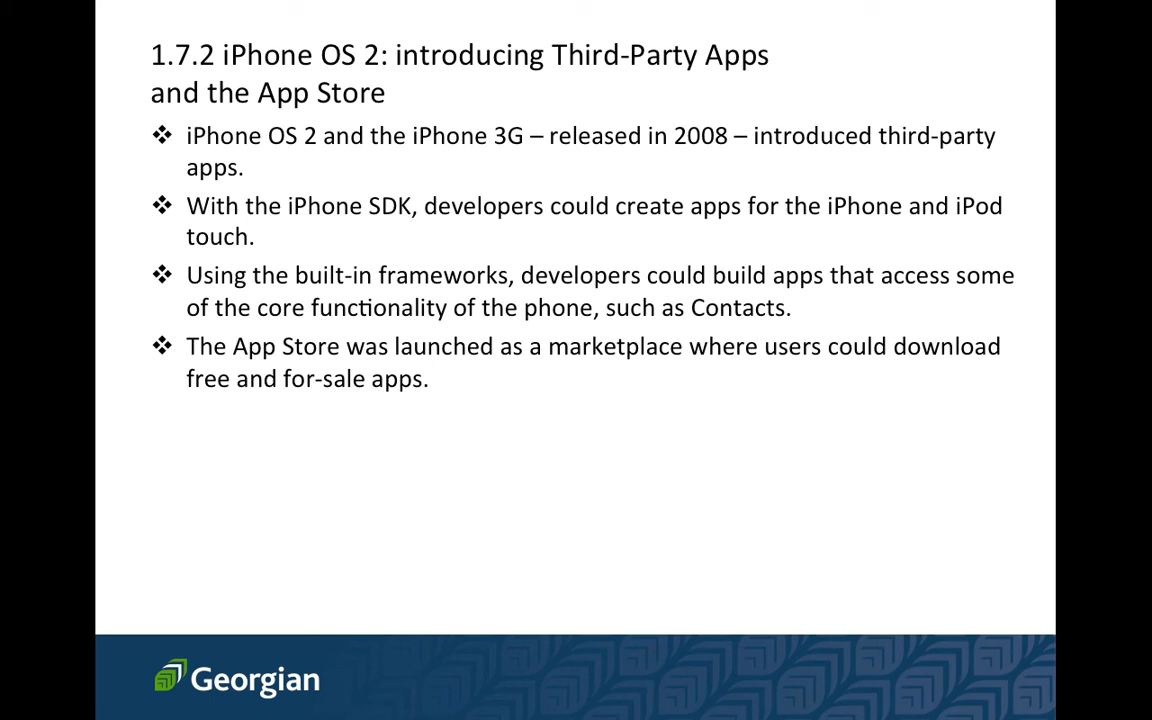 1.7.2 iPhone OS 2: introducing Third-Party Apps
and the App Store
❖ iPhone OS 2 and the iPhone 3G – released in 2008 – introduced third-party
apps.
❖ With the iPhone SDK, developers could create apps for the iPhone and iPod
touch.
❖ Using the built-in frameworks, developers could build apps that access some
of the core functionality of the phone, such as Contacts.
❖ The App Store was launched as a marketplace where users could download
free and for-sale apps.
Georgian